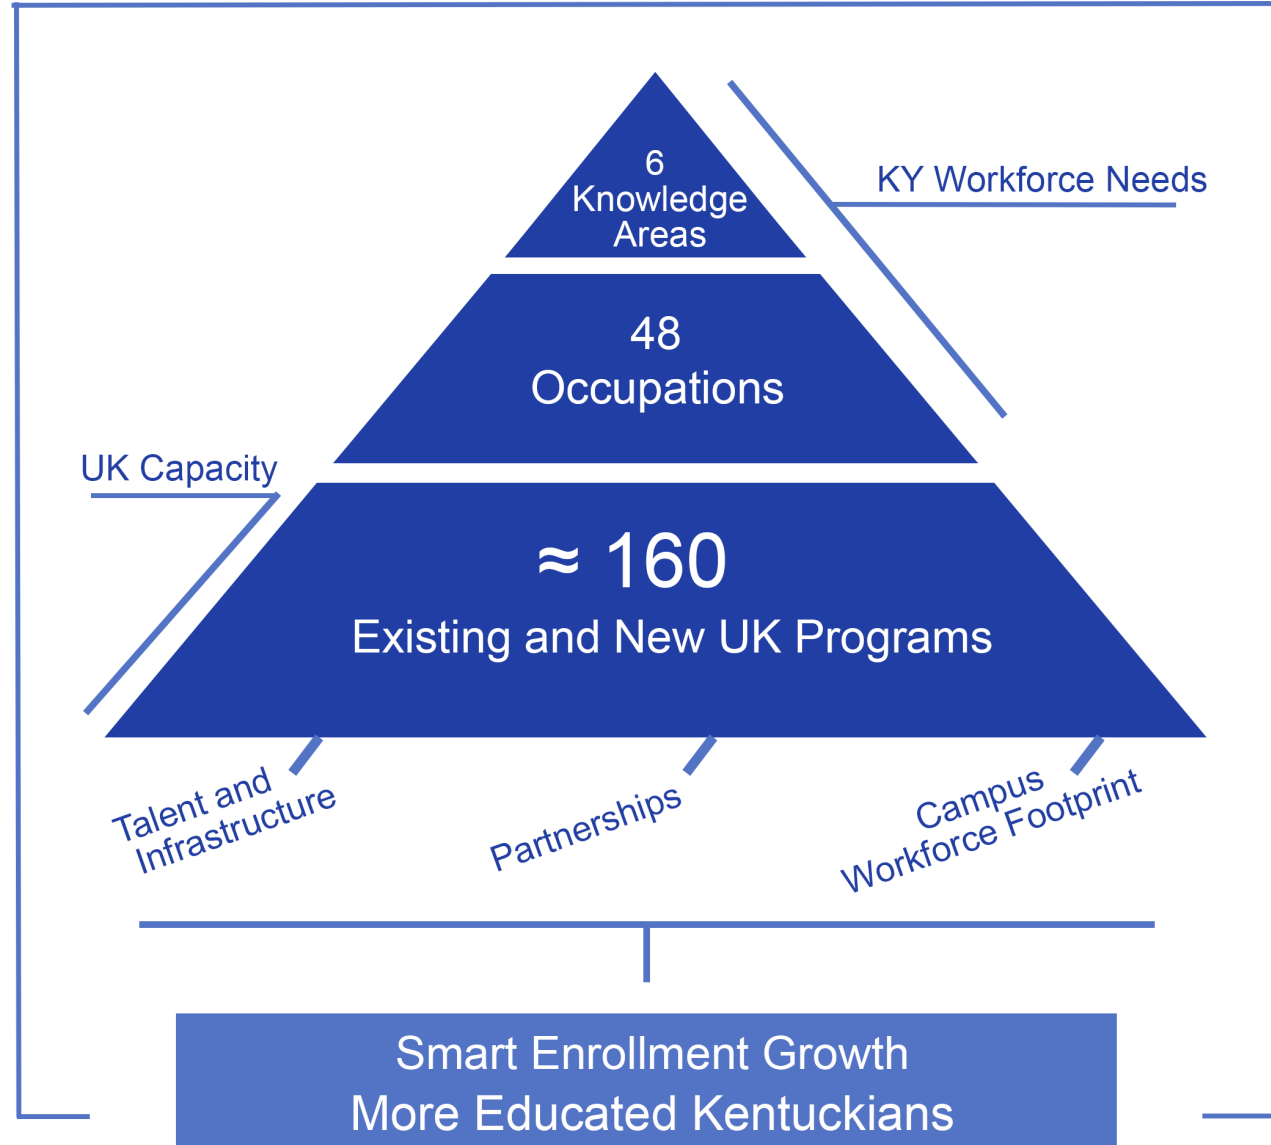 6
Knowledge
Areas
KY Workforce Needs
48
Occupations
UK Capacity
≈ 160
Existing and New UK Programs
Talent and
Infrastructure
Partnerships
Campus
Workforce Footprint
Smart Enrollment Growth
More Educated Kentuckians